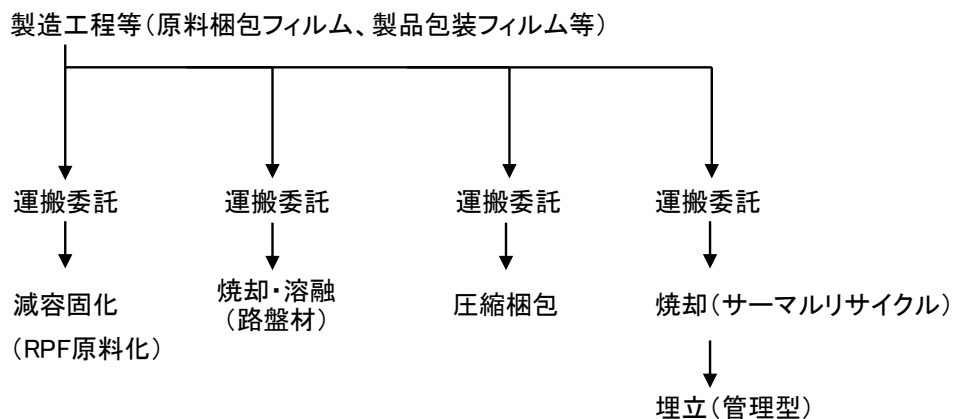 製造工程等(原料梱包フィルム、製品包装フィルム等)
運搬委託 運搬委託 運搬委託 運搬委託
減容固化 焼却・溶融 圧縮梱包 焼却(サーマルリサイクル)
(RPF原料化) (路盤材)
埋立(管理型)